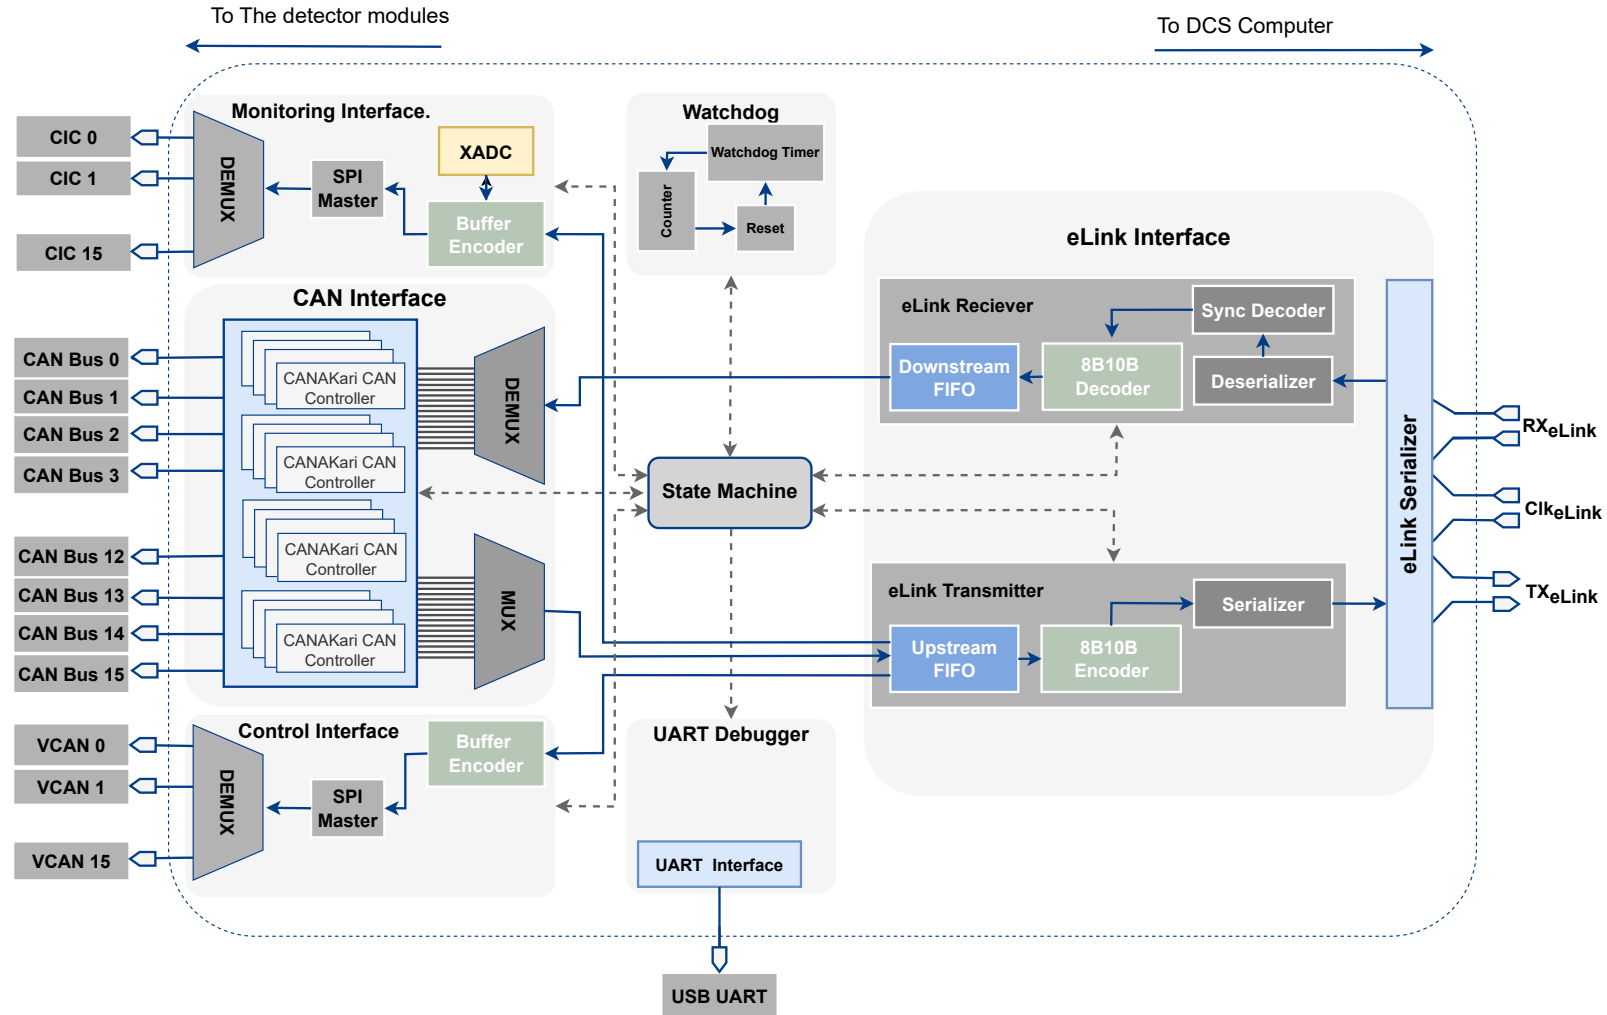 To The detector modules
To DCS Computer
Monitoring Interface.
CIC 0
CIC 1
CIC 15
DEMUX
SPI
Master
XADC
Buffer
Encoder
Watchdog
Watchdog Timer
Counter
Reset
CAN Interface
CAN Bus 0
CAN Bus 1
CAN Bus 2
CAN Bus 3
CAN Bus 12
CAN Bus 13
CAN Bus 14
CAN Bus 15
CANAKari CAN
Controller
CANAKari CAN
Controller
CANAKari CAN
Controller
CANAKari CAN
Controller
DEMUX
MUX
State Machine
eLink Interface
eLink Reciever
Sync Decoder
Downstream
FIFO
8B10B
Decoder
Deserializer
eLink Transmitter
Serializer
Upstream
FIFO
8B10B
Encoder
eLink Serializer
RXeLink
ClkeLink
TXeLink
Control Interface
VCAN 0
VCAN 1
VCAN 15
DEMUX
SPI
Master
Buffer
Encoder
UART Debugger
UART Interface
USB UART